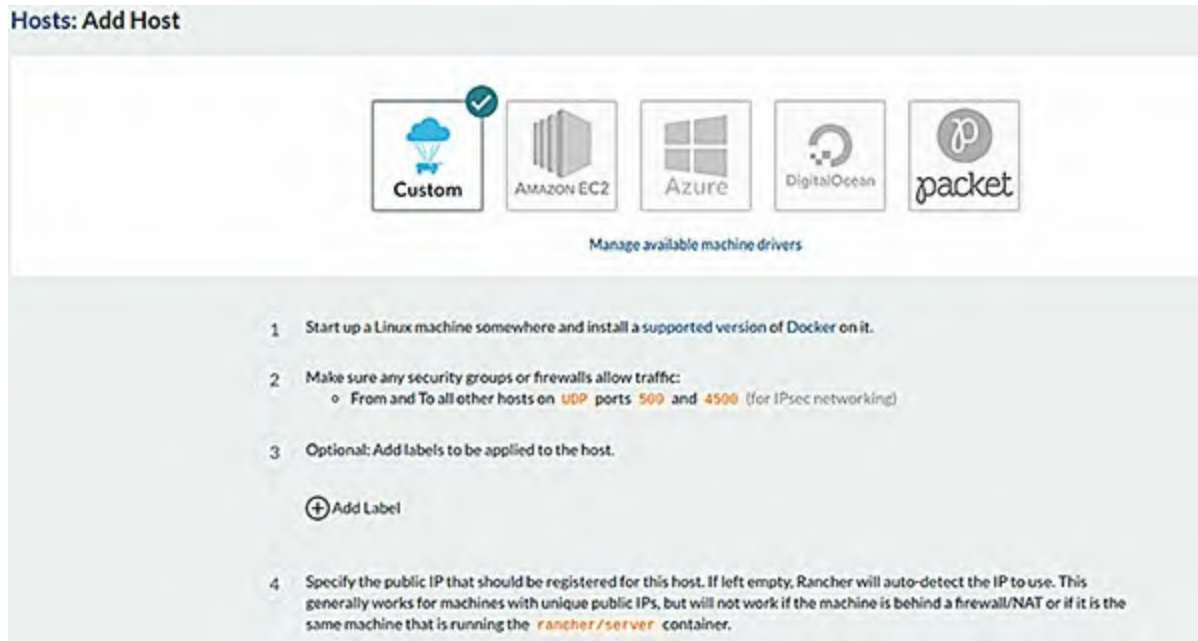 Hosts: Add Host
Custom
AMAZON EC2
Azure
DigitalOcean
packet
Manage available machine drivers
1 Start up a Linux machine somewhere and install a supported version of Docker on it.
2 Make sure any security groups or firewalls allow traffic:
From and To all other hosts on UDP ports 500 and 4500 (for IPsec networking)
3 Optional: Add labels to be applied to the host.
Add Label
4 Specify the public IP that should be registered for this host. If left empty, Rancher will auto-detect the IP to use. This
generally works for machines with unique public IPs, but will not work if the machine is behind a firewall/NAT or if it is the
same machine that is running the rancher/server container.